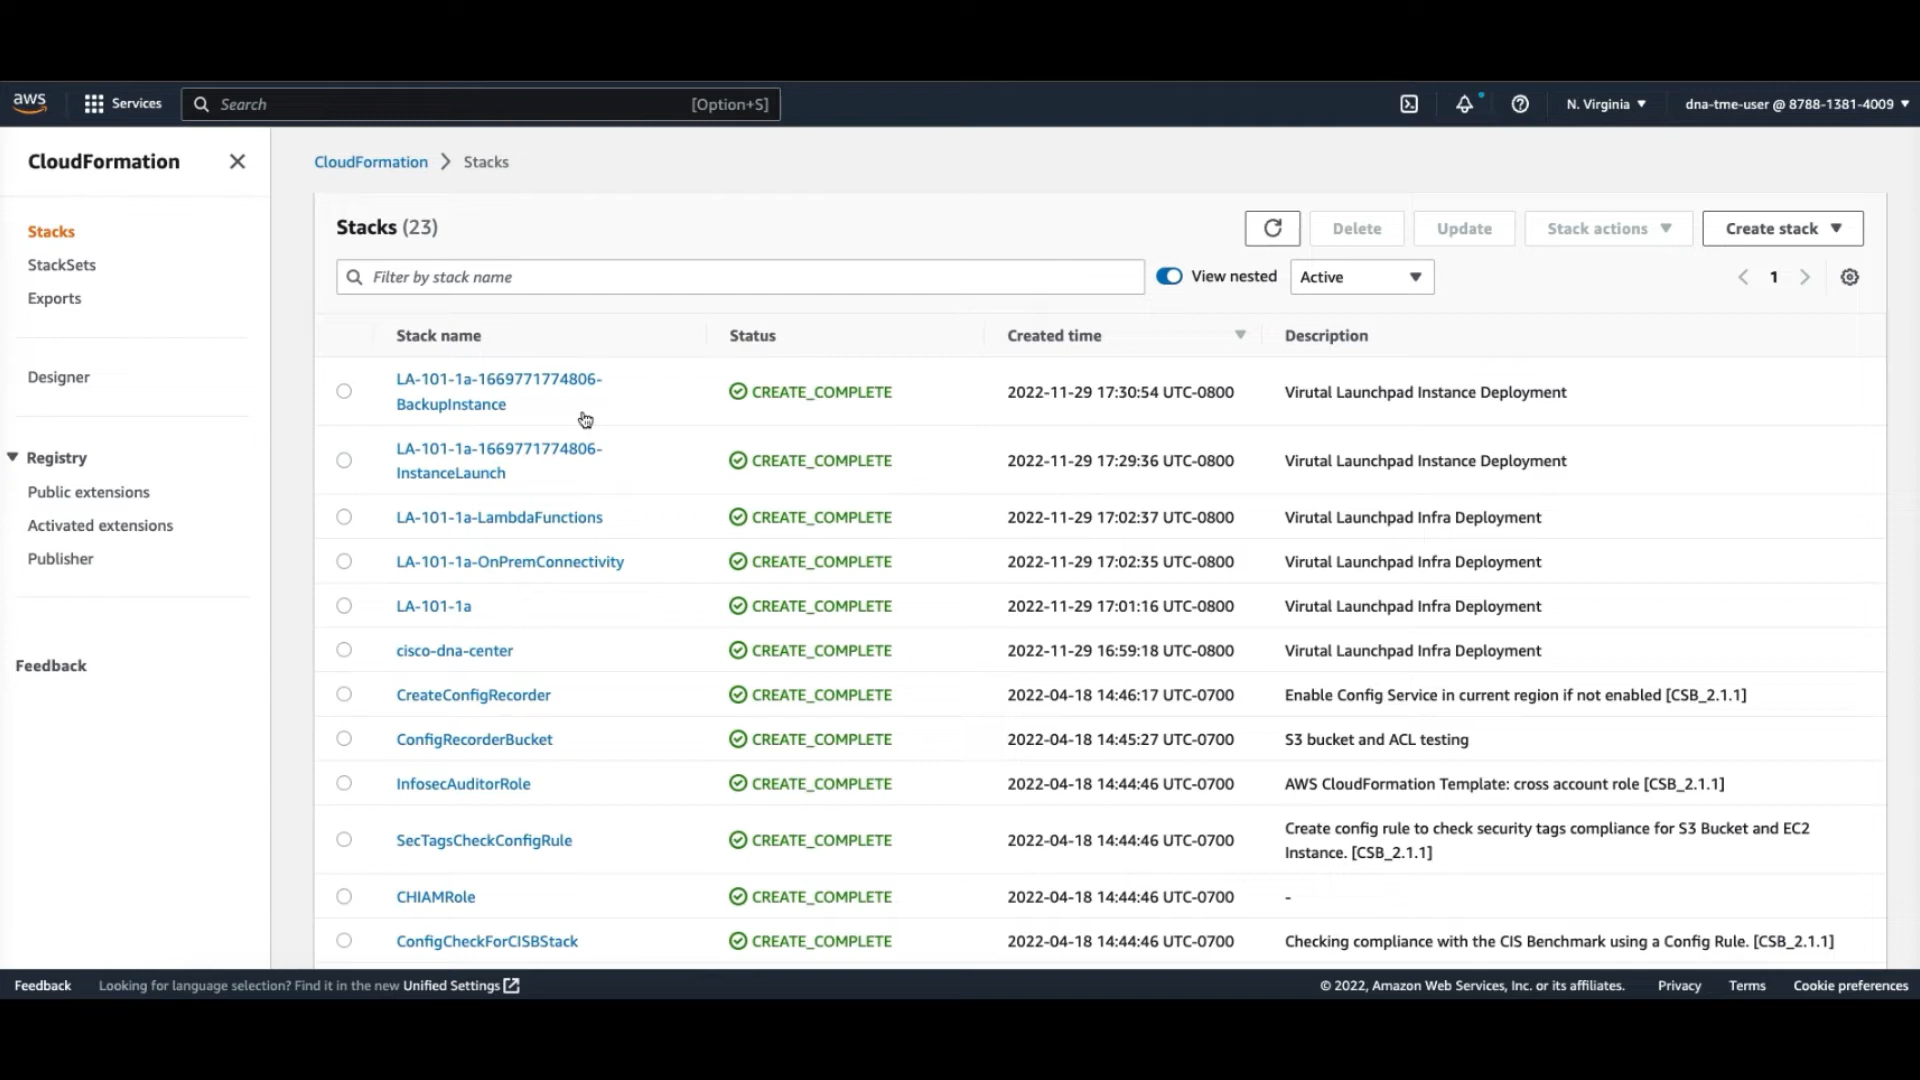 aws Services Search [Option+S] N. Virginia dna-tme-user @ 8788-1381-4009
CloudFormation
Stacks
StackSets
Exports
Designer
Registry
Public extensions
Activated extensions
Publisher
Feedback
CloudFormation Stacks
Stacks (23) Delete Update Stack actions Create stack
Filter by stack name View nested Active 1
Stack name Status Created time Description
LA-101-1a-1669771774806-
BackupInstance CREATE_COMPLETE 2022-11-29 17:30:54 UTC-0800 Virutal Launchpad Instance Deployment
LA-101-1a-1669771774806-
InstanceLaunch CREATE_COMPLETE 2022-11-29 17:29:36 UTC-0800 Virutal Launchpad Instance Deployment
LA-101-1a-LambdaFunctions CREATE_COMPLETE 2022-11-29 17:02:37 UTC-0800 Virutal Launchpad Infra Deployment
LA-101-1a-OnPremConnectivity CREATE_COMPLETE 2022-11-29 17:02:35 UTC-0800 Virutal Launchpad Infra Deployment
LA-101-1a CREATE_COMPLETE 2022-11-29 17:01:16 UTC-0800 Virutal Launchpad Infra Deployment
cisco-dna-center CREATE_COMPLETE 2022-11-29 16:59:18 UTC-0800 Virutal Launchpad Infra Deployment
CreateConfigRecorder CREATE_COMPLETE 2022-04-18 14:46:17 UTC-0700 Enable Config Service in current region if not enabled [CSB_2.1.1]
ConfigRecorderBucket CREATE_COMPLETE 2022-04-18 14:45:27 UTC-0700 S3 bucket and ACL testing
InfosecAuditorRole CREATE_COMPLETE 2022-04-18 14:44:46 UTC-0700 AWS CloudFormation Template: cross account role [CSB_2.1.1]
SecTagsCheckConfigRule CREATE_COMPLETE 2022-04-18 14:44:46 UTC-0700 Create config rule to check security tags compliance for S3 Bucket and EC2
Instance. [CSB_2.1.1]
CHIAMRole CREATE_COMPLETE 2022-04-18 14:44:46 UTC-0700 -
ConfigCheckForCISBStack CREATE_COMPLETE 2022-04-18 14:44:46 UTC-0700 Checking compliance with the CIS Benchmark using a Config Rule. [CSB_2.1.1]
Feedback Looking for language selection? Find it in the new Unified Settings © 2022, Amazon Web Services, Inc. or its affiliates. Privacy Terms Cookie preferences